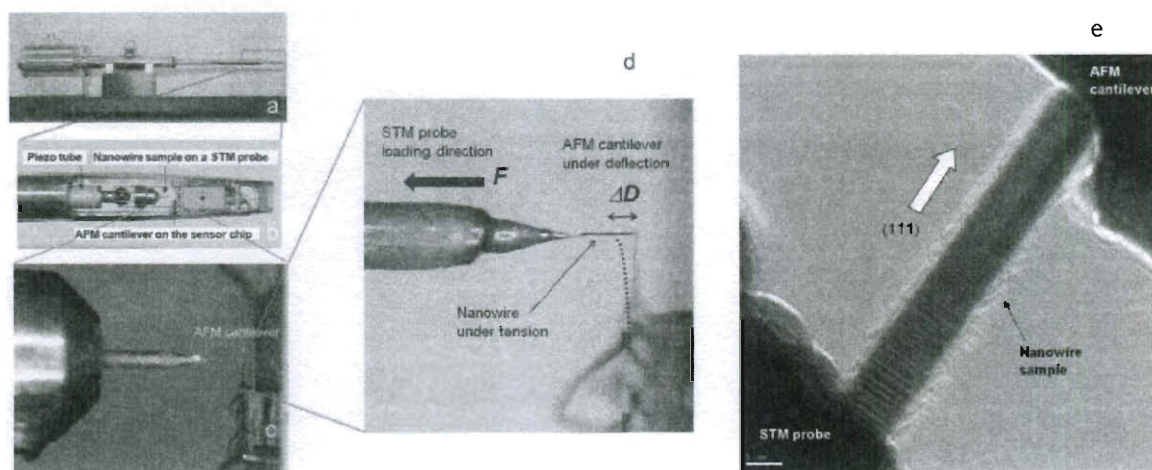 a
Piezo tube Nanowire sample on a STM probe
AFM cantilever on the sensor chip
AFM cantilever
c
d
STM probe
loading direction
F
AFM cantilever
under deflection
ΔD
Nanowire
under tension
e
AFM
cantilever
(111)
Nanowire
sample
STM probe